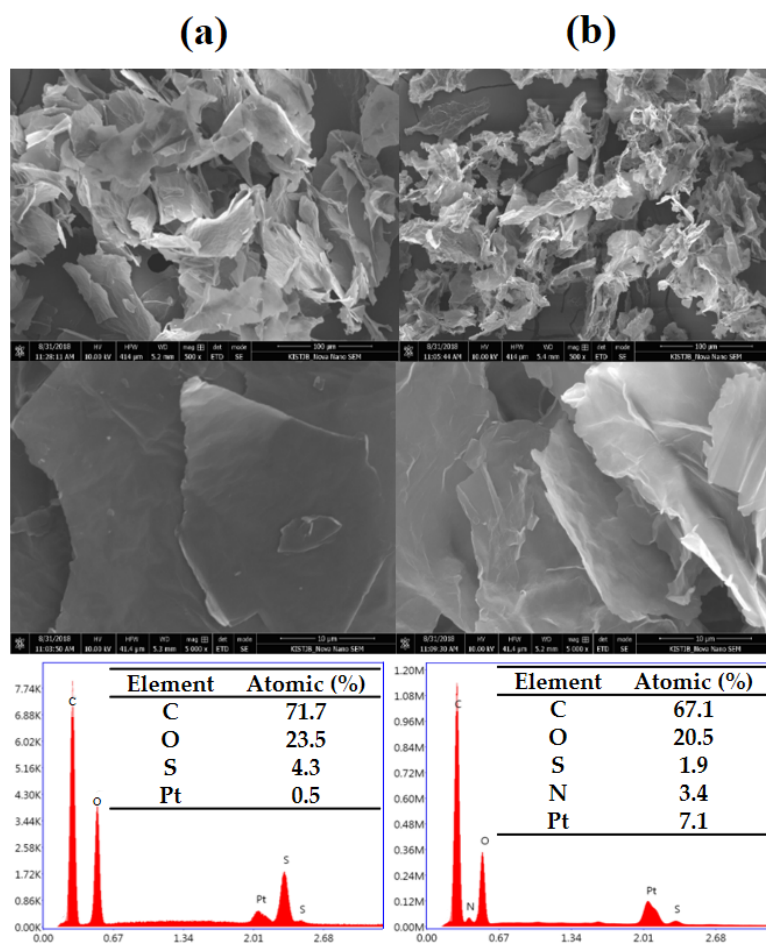 (a) (b)
8/31/2018 HV HFW WD mag det mode 100 µm
11:28:11 AM 10.00 kV 414 µm 5.2 mm 500 x ETD SE KISTJB_Nova Nano SEM
8/31/2018 HV HFW WD mag det mode 100 µm
11:05:44 AM 10.00 kV 414 µm 5.4 mm 500 x ETD SE KISTJB_Nova Nano SEM
8/31/2018 HV HFW WD mag det mode 10 µm
11:03:50 AM 10.00 kV 41.4 µm 5.3 mm 5 000 x ETD SE KISTJB_Nova Nano SEM
8/31/2018 HV HFW WD mag det mode 10 µm
11:09:30 AM 10.00 kV 41.4 µm 5.2 mm 5 000 x ETD SE KISTJB_Nova Nano SEM
Element Atomic (%)
C 71.7
O 23.5
S 4.3
Pt 0.5
7.74K
6.88K
6.02K
5.16K
4.30K
3.44K
2.58K
1.72K
0.86K
0.00K
C
O
Pt
S
S
0.00 0.67 1.34 2.01 2.68
Element Atomic (%)
C 67.1
O 20.5
S 1.9
N 3.4
Pt 7.1
1.20M
1.08M
0.96M
0.84M
0.72M
0.60M
0.48M
0.36M
0.24M
0.12M
0.00M
C
N
O
Pt
S
0.00 0.67 1.34 2.01 2.68